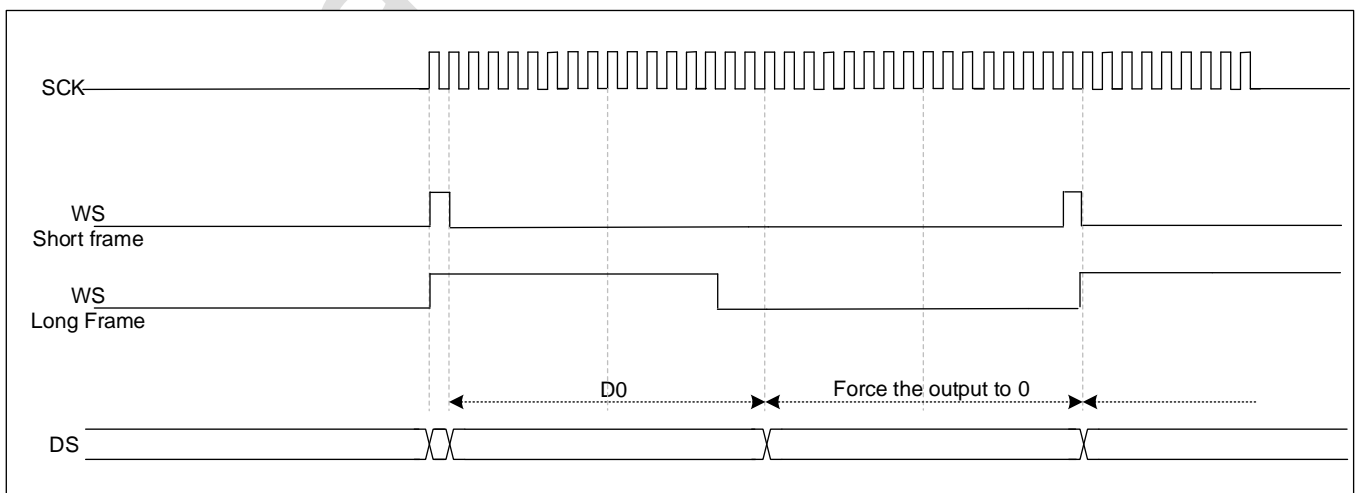 SCK
WS
Short frame
WS
Long Frame
D0
Force the output to 0
DS